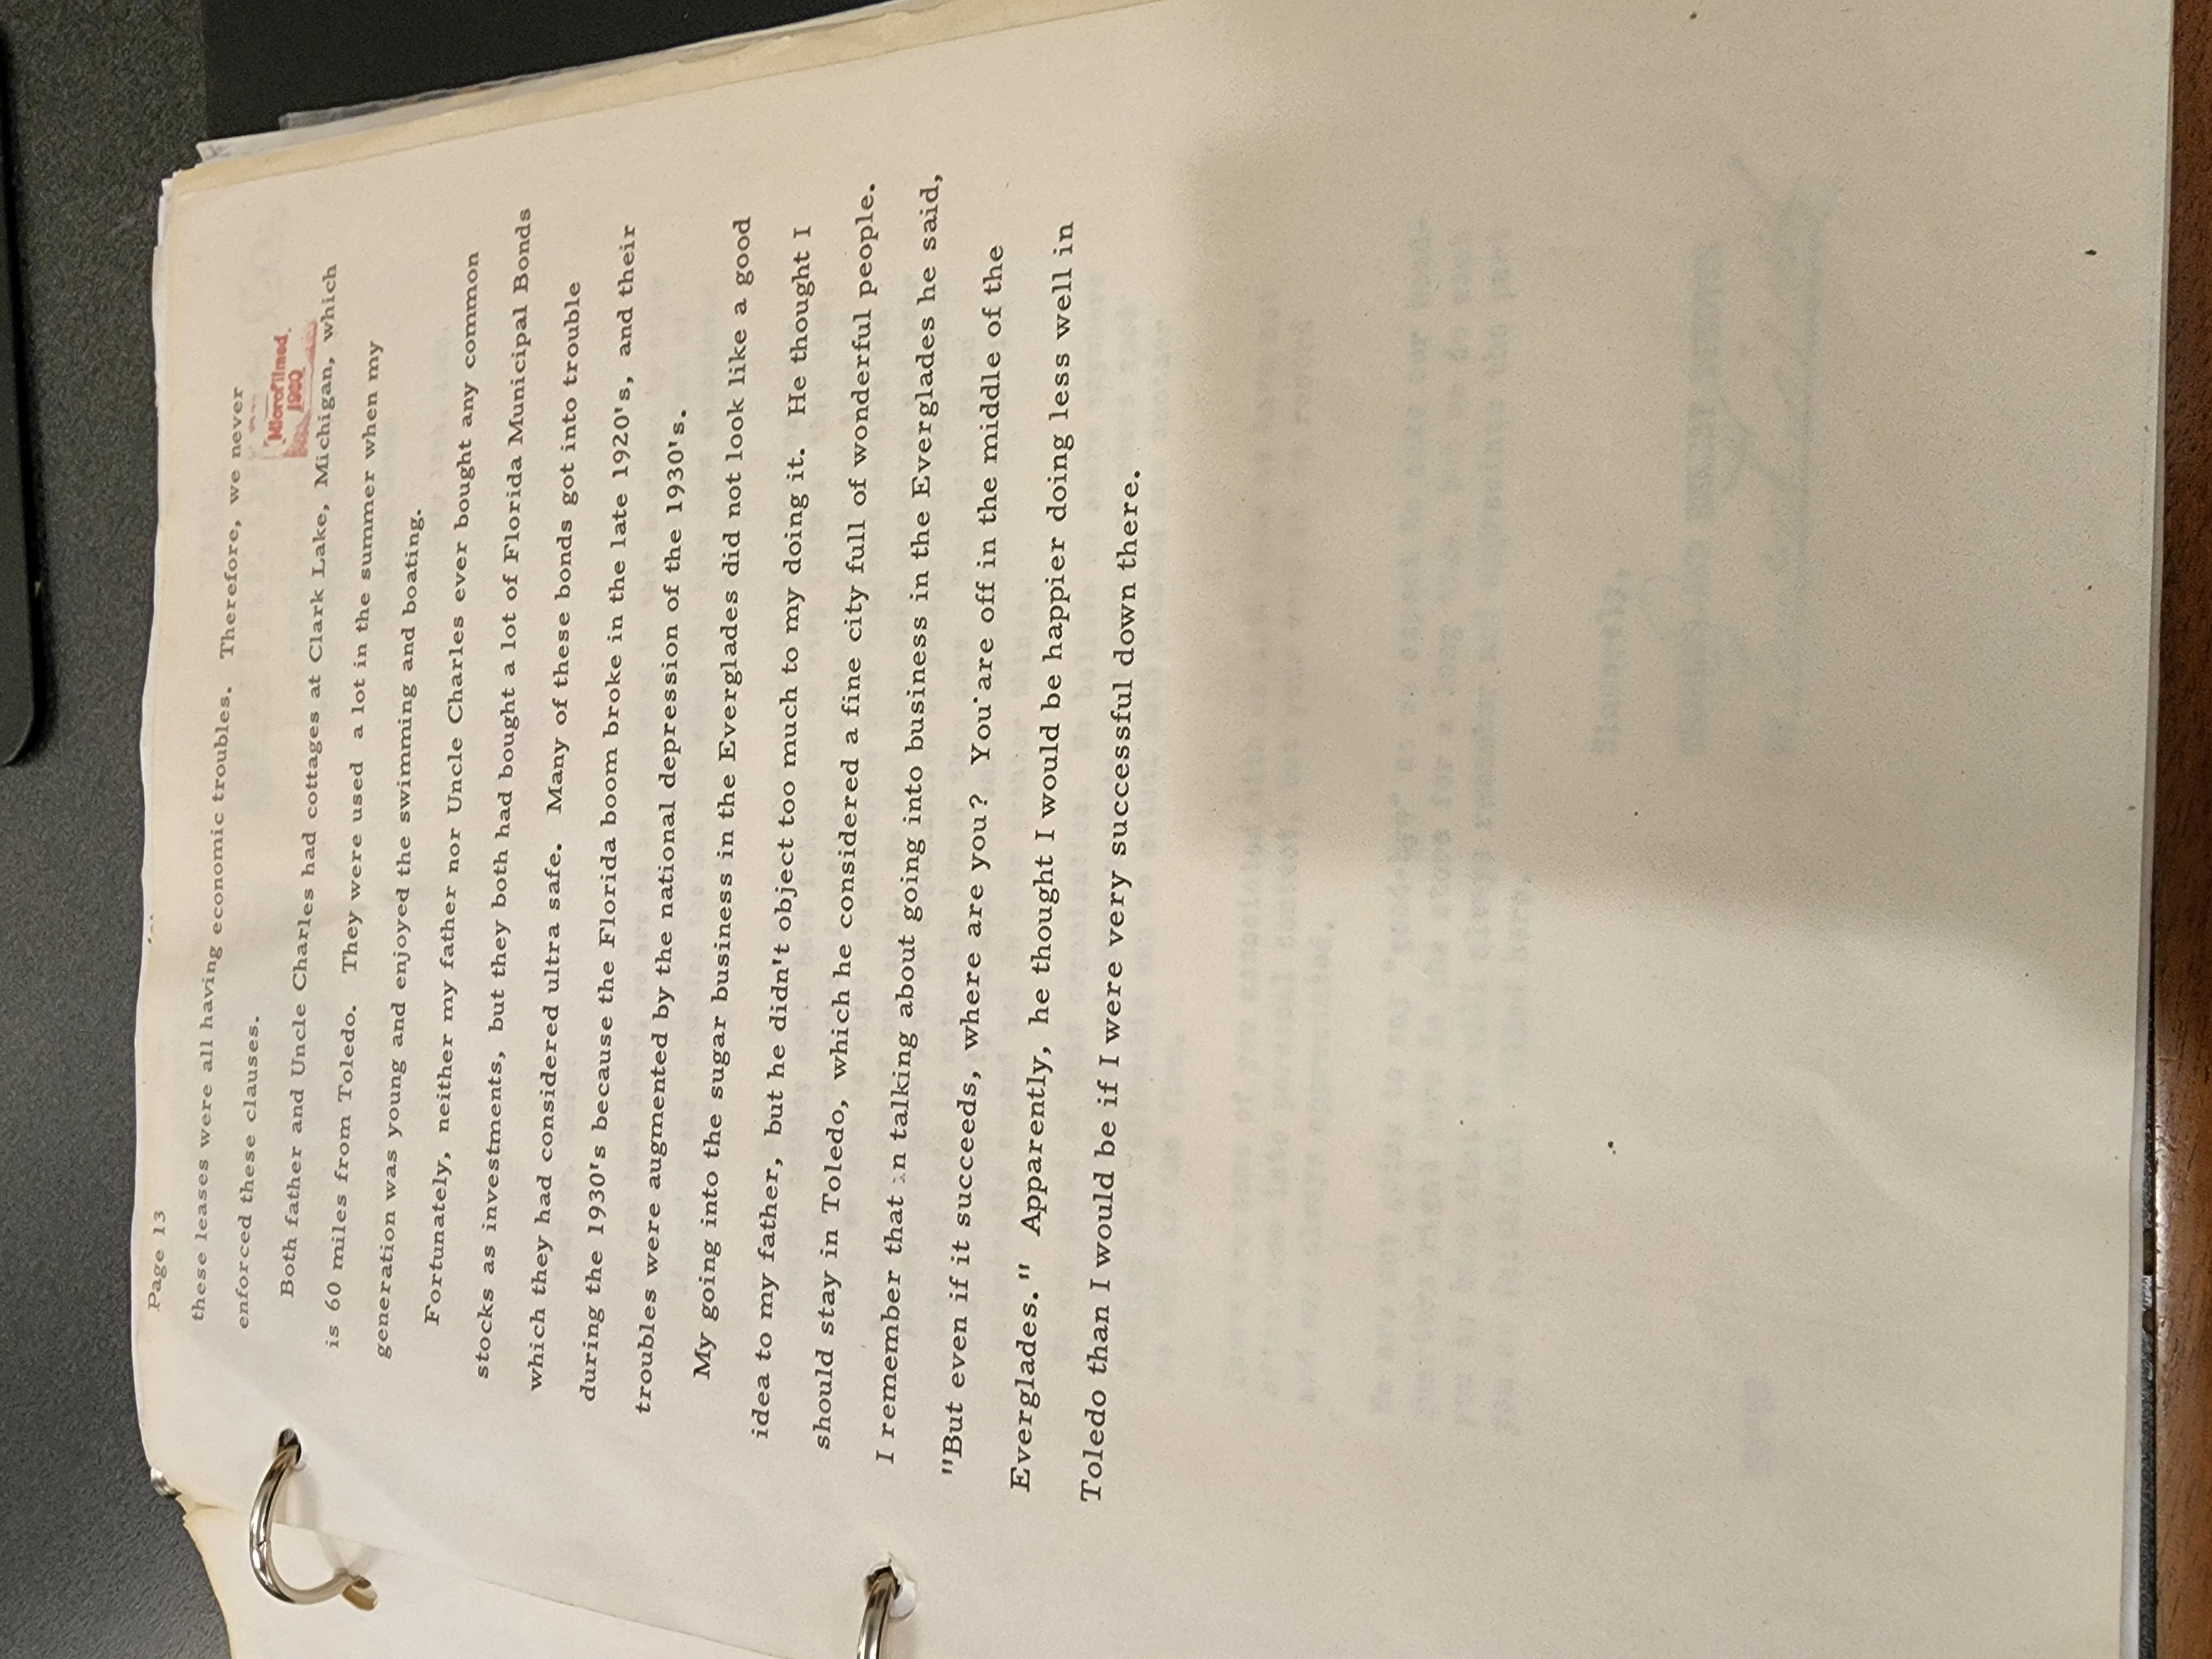 Page 13
these leases were all having economic troubles. Therefore, we never
enforced these clauses.
Microfilmed
1980
Both father and Uncle Charles had cottages at Clark Lake, Michigan, which
is 60 miles from Toledo. They were used a lot in the summer when my
generation was young and enjoyed the swimming and boating.
Fortunately, neither my father nor Uncle Charles ever bought any common
stocks as investments, but they both had bought a lot of Florida Municipal Bonds
which they had considered ultra safe. Many of these bonds got into trouble
during the 1930's because the Florida boom broke in the late 1920's, and their
troubles were augmented by the national depression of the 1930's.
My going into the sugar business in the Everglades did not look like a good
idea to my father, but he didn't object too much to my doing it. He thought I
should stay in Toledo, which he considered a fine city full of wonderful people.
I remember that in talking about going into business in the Everglades he said,
"But even if it succeeds, where are you? You'are off in the middle of the
Everglades." Apparently, he thought I would be happier doing less well in
Toledo than I would be if I were very successful down there.